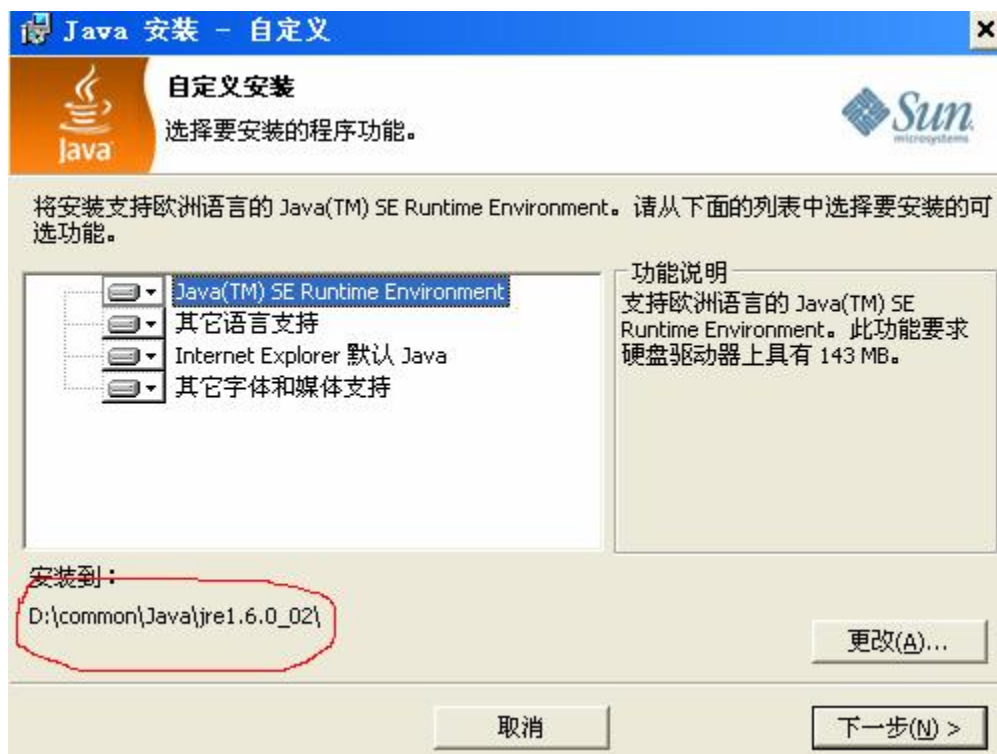 Java 安装 - 自定义
自定义安装
选择要安装的程序功能。
Java
Sun
microsystems
将安装支持欧洲语言的 Java(TM) SE Runtime Environment。请从下面的列表中选择要安装的可
选功能。
Java(TM) SE Runtime Environment
其它语言支持
Internet Explorer 默认 Java
其它字体和媒体支持
功能说明
支持欧洲语言的 Java(TM) SE
Runtime Environment。此功能要求
硬盘驱动器上具有 143 MB。
安装到：
D:\common\Java\jre1.6.0_02\
更改(A)...
取消
下一步(N) >